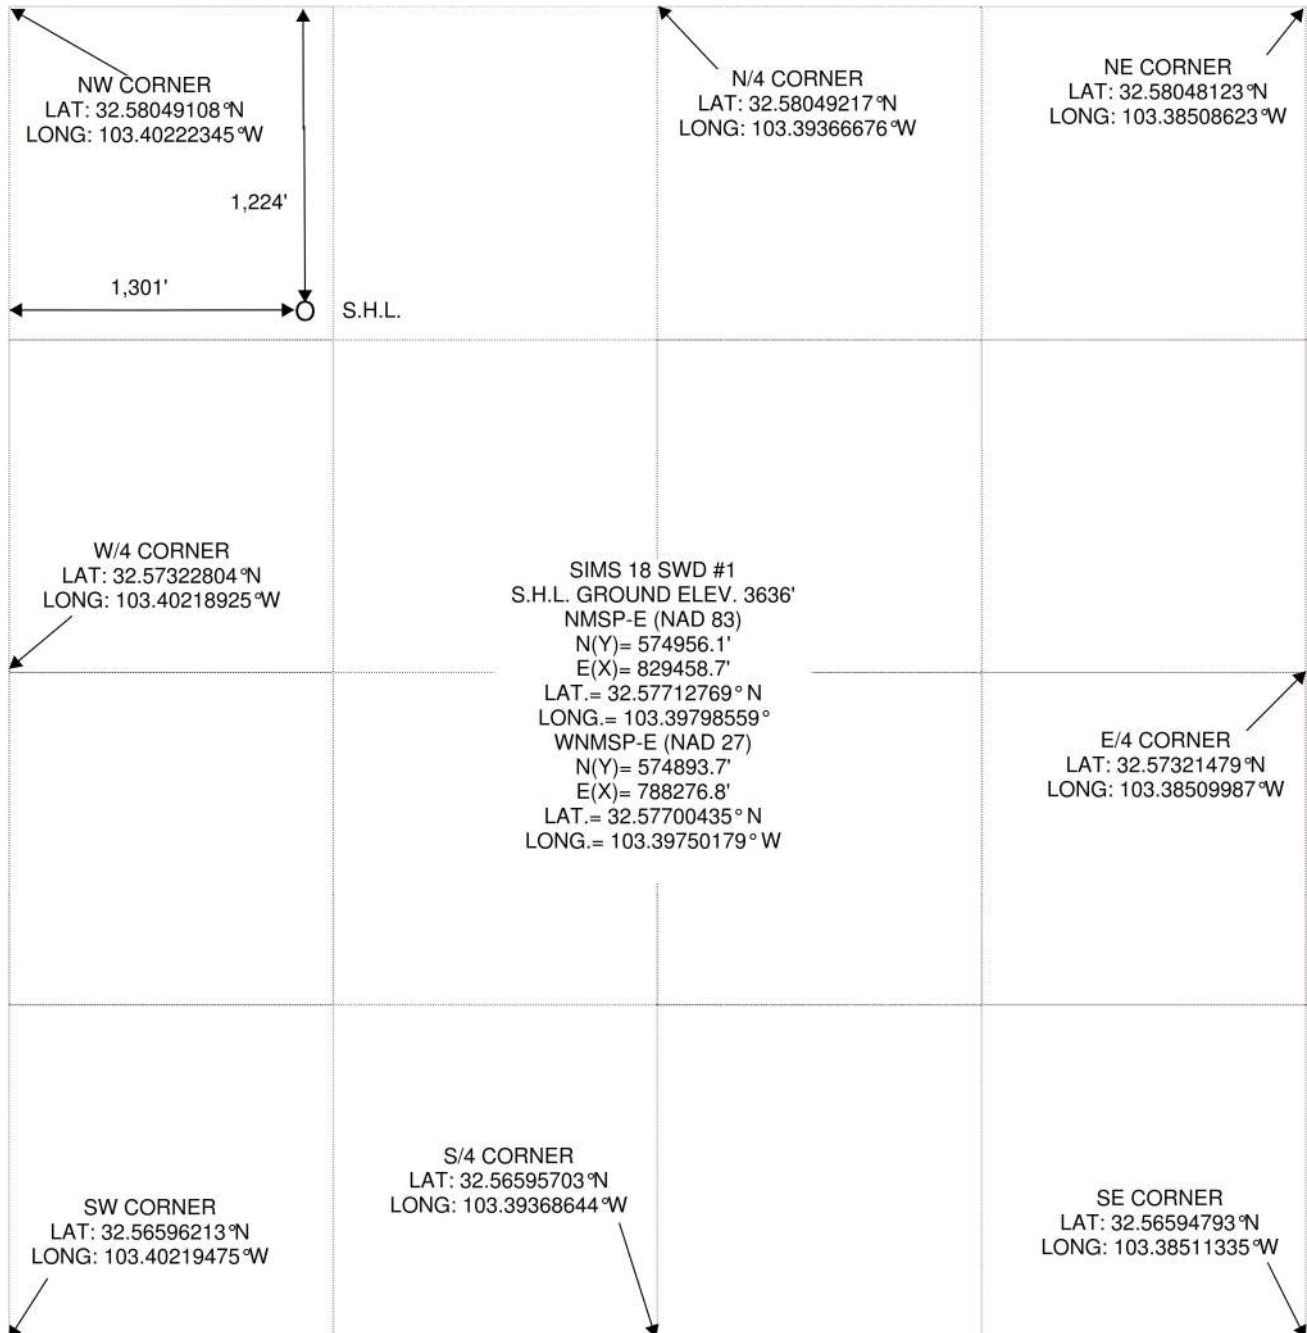 NW CORNER
LAT: 32.58049108°N
LONG: 103.40222345°W
N/4 CORNER
LAT: 32.58049217°N
LONG: 103.39366676°W
NE CORNER
LAT: 32.58048123°N
LONG: 103.38508623°W
1,224'
1,301'
S.H.L.
W/4 CORNER
LAT: 32.57322804°N
LONG: 103.40218925°W
SIMS 18 SWD #1
S.H.L. GROUND ELEV. 3636'
NMSP-E (NAD 83)
N(Y)= 574956.1'
E(X)= 829458.7'
LAT.= 32.57712769° N
LONG.= 103.39798559°
WNMSP-E (NAD 27)
N(Y)= 574893.7'
E(X)= 788276.8'
LAT.= 32.57700435° N
LONG.= 103.39750179° W
E/4 CORNER
LAT: 32.57321479°N
LONG: 103.38509987°W
S/4 CORNER
LAT: 32.56595703°N
LONG: 103.39368644°W
SW CORNER
LAT: 32.56596213°N
LONG: 103.40219475°W
SE CORNER
LAT: 32.56594793°N
LONG: 103.38511335°W